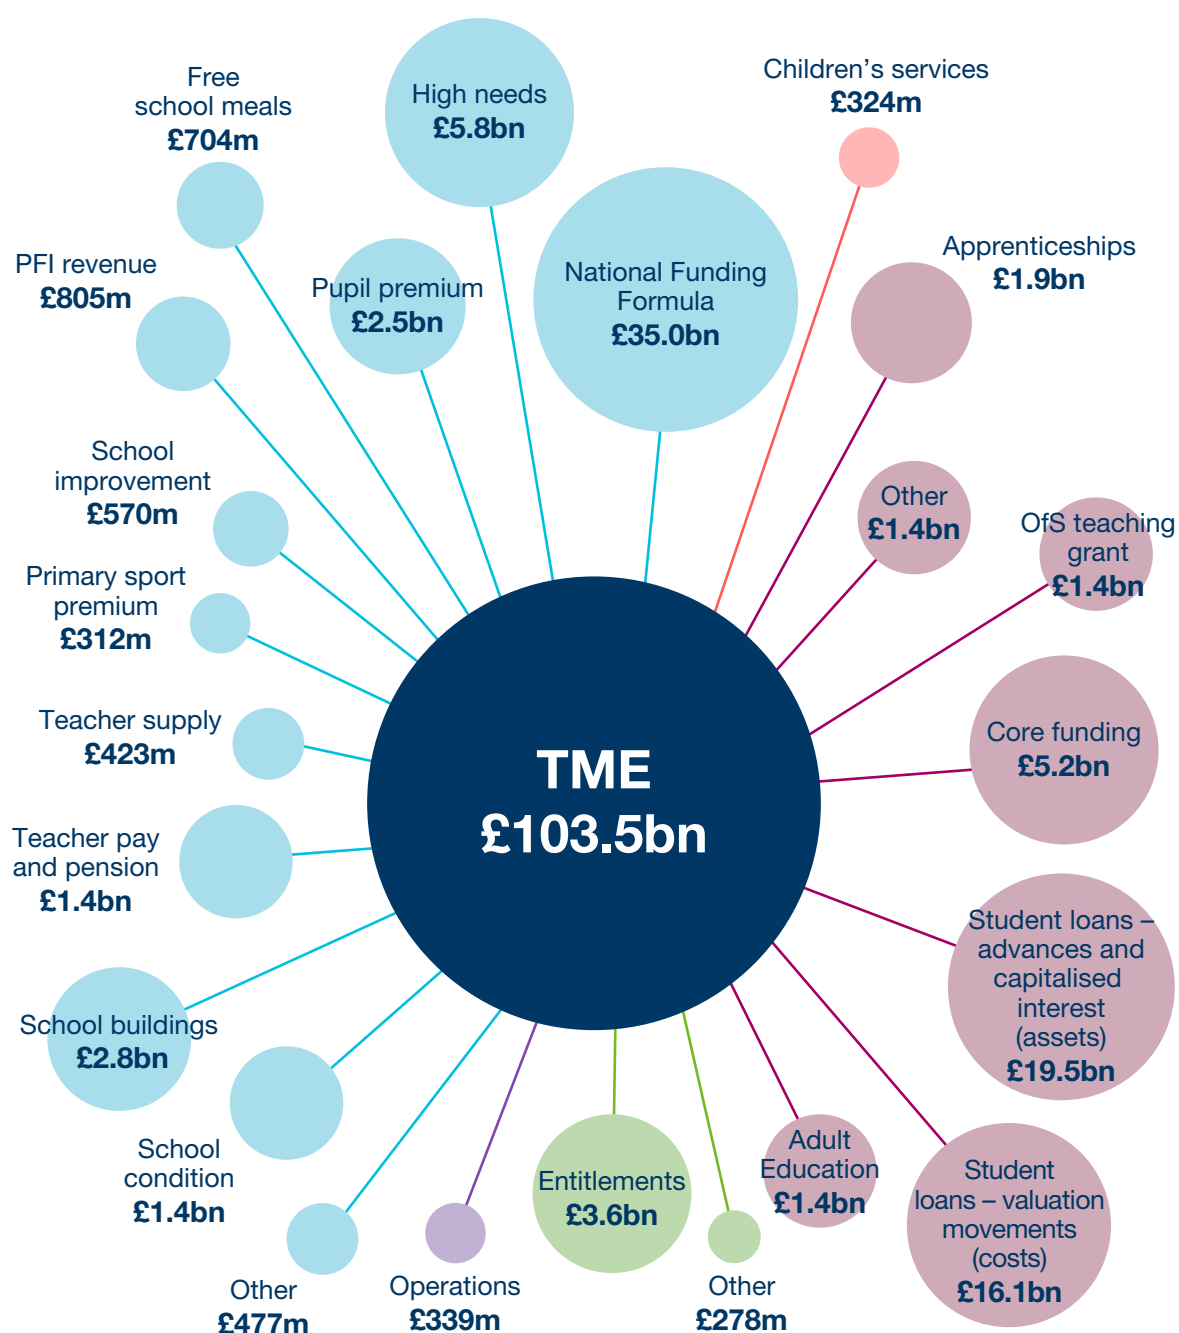 Free
school meals
£704m
High needs
£5.8bn
Children’s services
£324m
PFI revenue
£805m
Pupil premium
£2.5bn
National Funding
Formula
£35.0bn
Apprenticeships
£1.9bn
School
improvement
£570m
Other
£1.4bn
OfS teaching
grant
£1.4bn
Primary sport
premium
£312m
Teacher supply
£423m
Core funding
£5.2bn
TME
£103.5bn
Teacher pay
and pension
£1.4bn
Student loans –
advances and
capitalised
interest
(assets)
£19.5bn
School buildings
£2.8bn
School
condition
£1.4bn
Adult
Education
£1.4bn
Student
loans – valuation
movements
(costs)
£16.1bn
Entitlements
£3.6bn
Other
£477m
Operations
£339m
Other
£278m